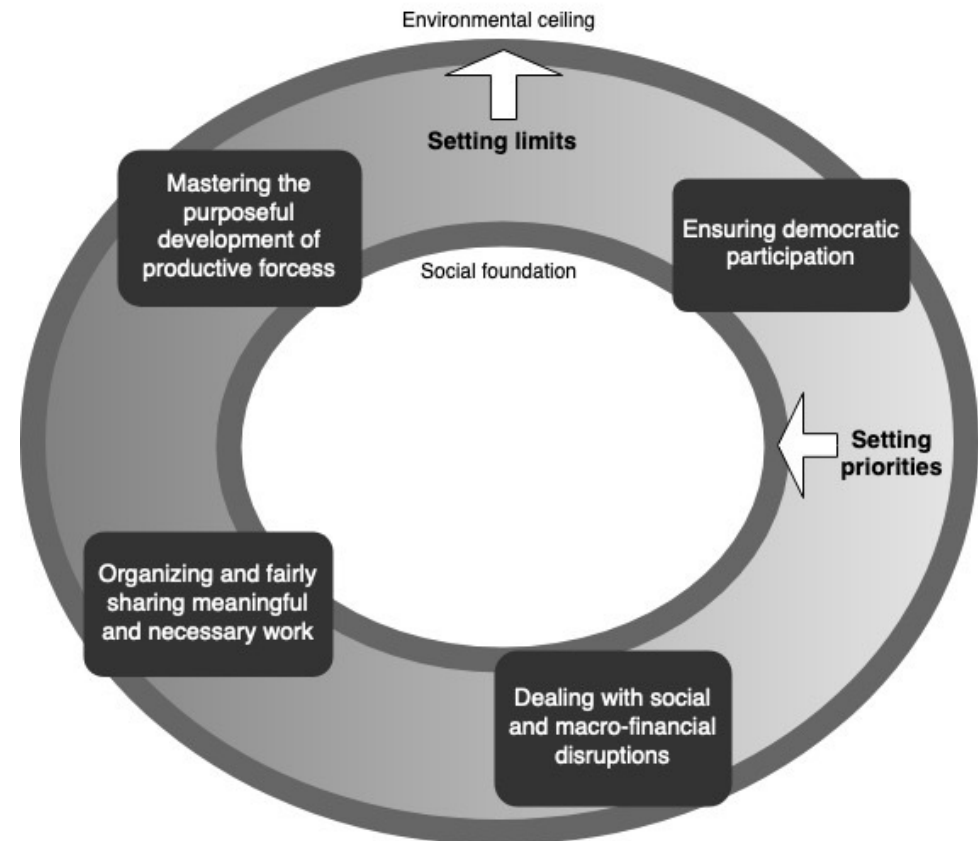 Environmental ceiling
Setting limits
Mastering the
purposeful
development of
productive forcess
Ensuring democratic
participation
Social foundation
Setting
priorities
Organizing and fairly
sharing meaningful
and necessary work
Dealing with social
and macro-financial
disruptions